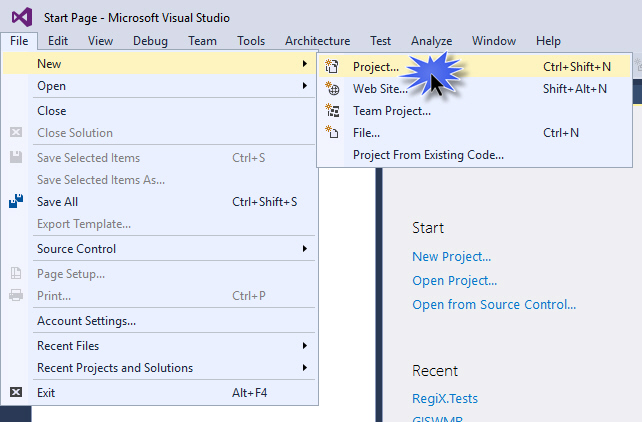 Start Page - Microsoft Visual Studio
File Edit View Debug Team Tools Architecture Test Analyze Window Help
New
Open
Close
Close Solution
Save Selected Items Ctrl+S
Save Selected Items As...
Save All Ctrl+Shift+S
Export Template...
Source Control
Page Setup...
Print... Ctrl+P
Account Settings...
Recent Files
Recent Projects and Solutions
Exit Alt+F4
Project... Ctrl+Shift+N
Web Site... Shift+Alt+N
Team Project...
File... Ctrl+N
Project From Existing Code...
Start
New Project...
Open Project...
Open from Source Control...
Recent
RegiX.Tests
GISWMR